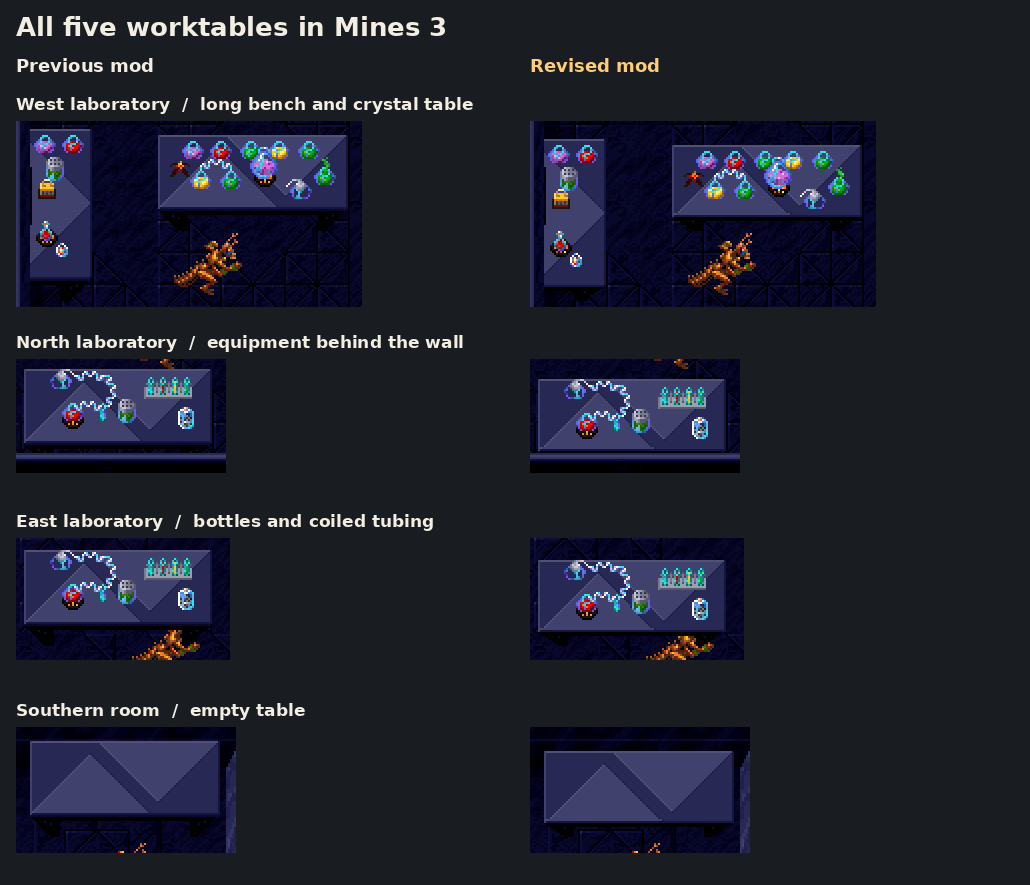 All five worktables in Mines 3
Previous mod
Revised mod
West laboratory / long bench and crystal table
North laboratory / equipment behind the wall
East laboratory / bottles and coiled tubing
Southern room / empty table